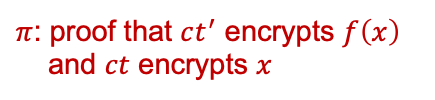 π: proof that ct′ encrypts f(x)
and ct encrypts x